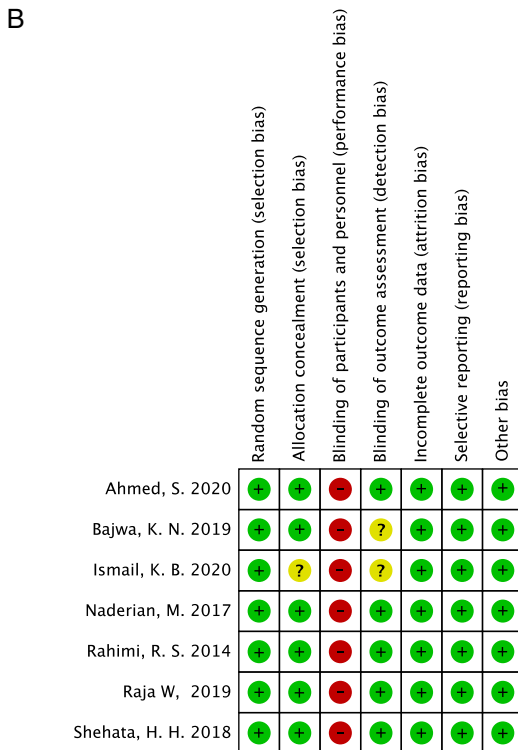 B
Random sequence generation (selection bias)
Allocation concealment (selection bias)
Blinding of participants and personnel (performance bias)
Blinding of outcome assessment (detection bias)
Incomplete outcome data (attrition bias)
Selective reporting (reporting bias)
Other bias
Ahmed, S. 2020 + + - + + + +
Bajwa, K. N. 2019 + + - ? + + +
Ismail, K. B. 2020 + ? - ? + + +
Naderian, M. 2017 + + - + + + +
Rahimi, R. S. 2014 + + - + + + +
Raja W, 2019 + + - + + + +
Shehata, H. H. 2018 + + - + + + +